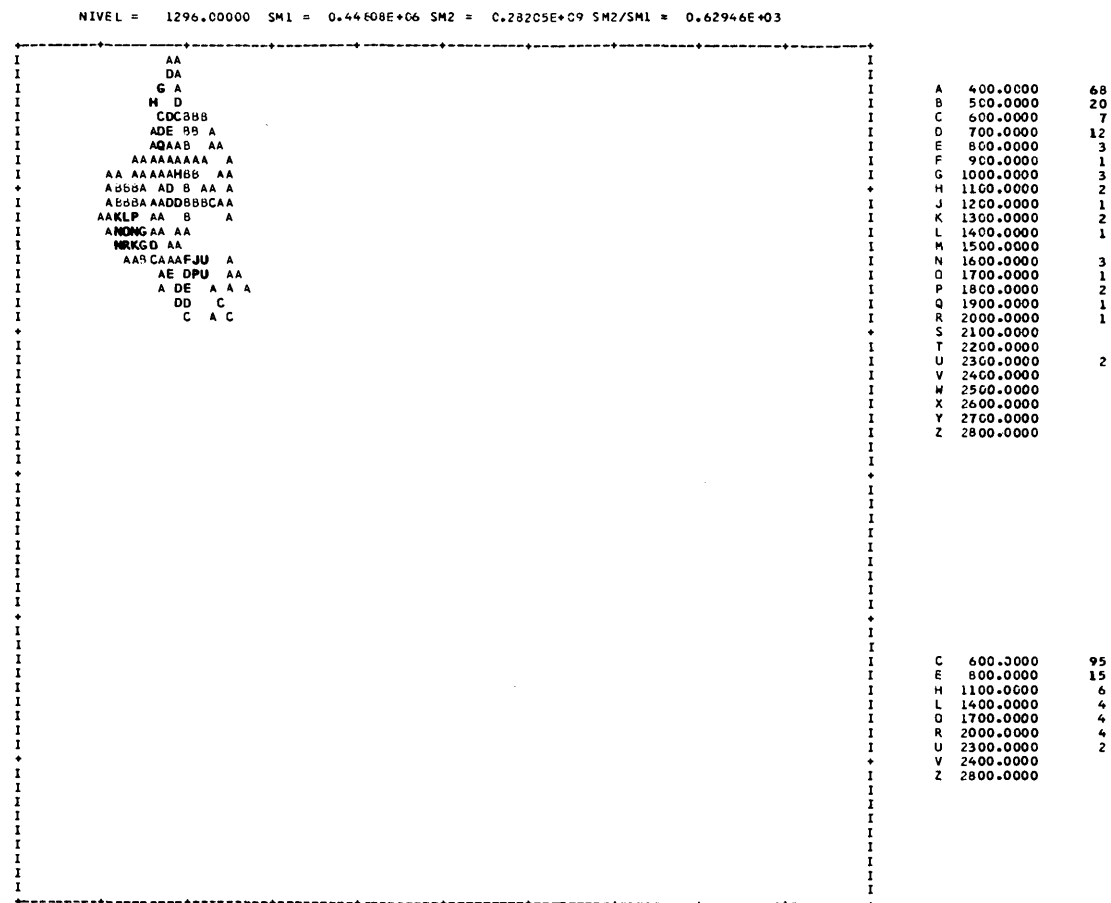 NIVEL = 1296.00000 SM1 = 0.44808E+06 SM2 = 0.28205E+09 SM2/SM1 = 0.62946E+03
+---------+---------+---------+---------+---------+---------+---------+---------+---------+---------+
I AA I
I DA I
I G A I A 400.0000 68
I H D I B 500.0000 20
I CDCBBB I C 600.0000 7
I ADE BB A I D 700.0000 12
I AQAAB AA I E 800.0000 3
I AAAAAAAAA A I F 900.0000 1
I AA AAAAAHBB AA I G 1000.0000 3
+ ABBBA AD B AA A + H 1100.0000 2
I ABBBA AADDBBBCAA I J 1200.0000 1
I AAKLP AA B A I K 1300.0000 2
I ANONG AA AA I L 1400.0000 1
I NRKGD AA I M 1500.0000
I AAB CAAAFJU A I N 1600.0000 3
I AE DPU AA I O 1700.0000 1
I A DE A A A I P 1800.0000 2
I DD C I Q 1900.0000 1
I C A C I R 2000.0000 1
+ + S 2100.0000
I I T 2200.0000
I I U 2300.0000 2
I I V 2400.0000
I I W 2500.0000
I I X 2600.0000
I I Y 2700.0000
I I Z 2800.0000
I I
I I
+ +
I I
I I
I I
I I
I I
I I
I I
I I
I I
+ +
I I
I I
I I C 600.0000 95
I I E 800.0000 15
I I H 1100.0000 6
I I L 1400.0000 4
I I O 1700.0000 4
I I R 2000.0000 4
I I U 2300.0000 2
+ + V 2400.0000
I I Z 2800.0000
I I
I I
I I
I I
I I
I I
I I
I I
+---------+---------+---------+---------+---------+---------+---------+---------+---------+---------+